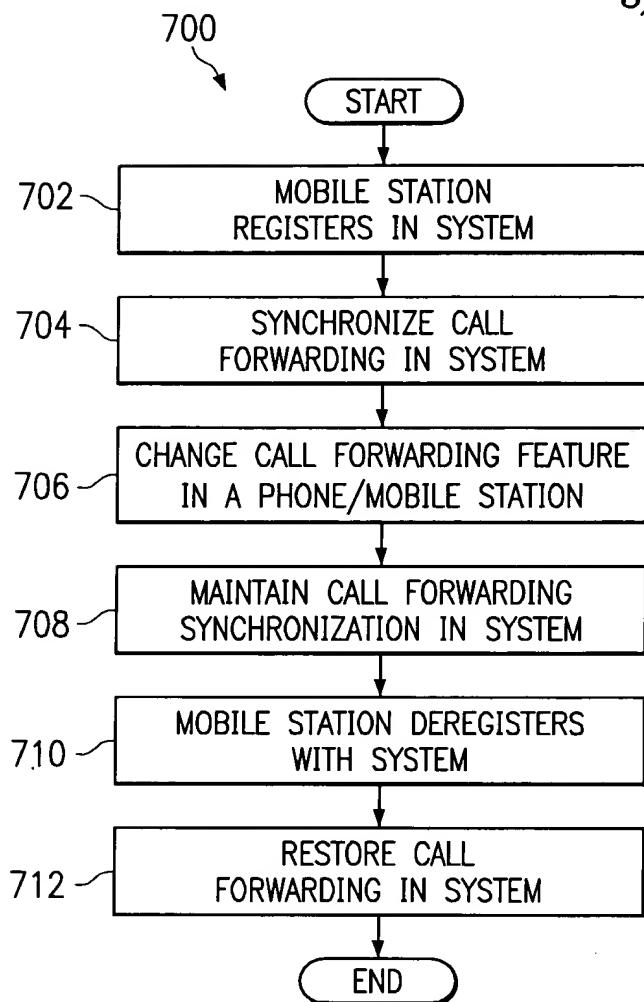 700
START
702
MOBILE STATION
REGISTERS IN SYSTEM
704
SYNCHRONIZE CALL
FORWARDING IN SYSTEM
706
CHANGE CALL FORWARDING FEATURE
IN A PHONE/MOBILE STATION
708
MAINTAIN CALL FORWARDING
SYNCHRONIZATION IN SYSTEM
710
MOBILE STATION DEREGISTERS
WITH SYSTEM
712
RESTORE CALL
FORWARDING IN SYSTEM
END